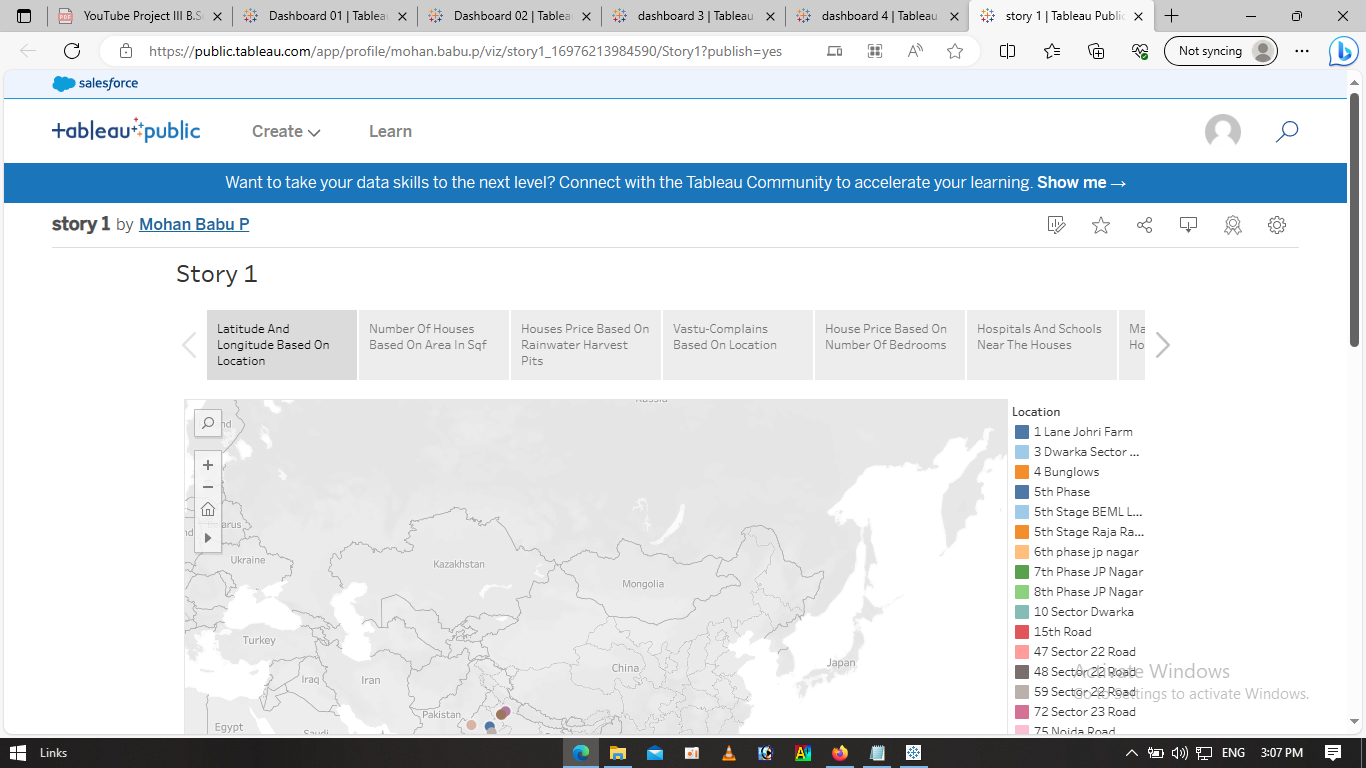 YouTube Project III B.S
Dashboard 01 | Tableau
Dashboard 02 | Tableau
dashboard 3 | Tableau
dashboard 4 | Tableau
story 1 | Tableau Public
https://public.tableau.com/app/profile/mohan.babu.p/viz/story1_16976213984590/Story1?publish=yes
Not syncing
salesforce
+ableau+public
Create
Learn
Want to take your data skills to the next level? Connect with the Tableau Community to accelerate your learning. Show me →
story 1 by Mohan Babu P
Story 1
Latitude And
Longitude Based On
Location
Number Of Houses
Based On Area In Sqf
Houses Price Based On
Rainwater Harvest
Pits
Vastu-Complains
Based On Location
House Price Based On
Number Of Bedrooms
Hospitals And Schools
Near The Houses
Ma
Ho
Russia
nd
arus
nd
Ukraine
Kazakhstan
Mongolia
Turkey
China
Japan
Iraq
Iran
Pakistan
Egypt
Saudi
Location
1 Lane Johri Farm
3 Dwarka Sector ...
4 Bunglows
5th Phase
5th Stage BEML L...
5th Stage Raja Ra...
6th phase jp nagar
7th Phase JP Nagar
8th Phase JP Nagar
10 Sector Dwarka
15th Road
47 Sector 22 Road
48 Sector 22 Road
59 Sector 22 Road
72 Sector 23 Road
75 Noida Road
Activate Windows
Go to Settings to activate Windows.
Links
ENG
3:07 PM